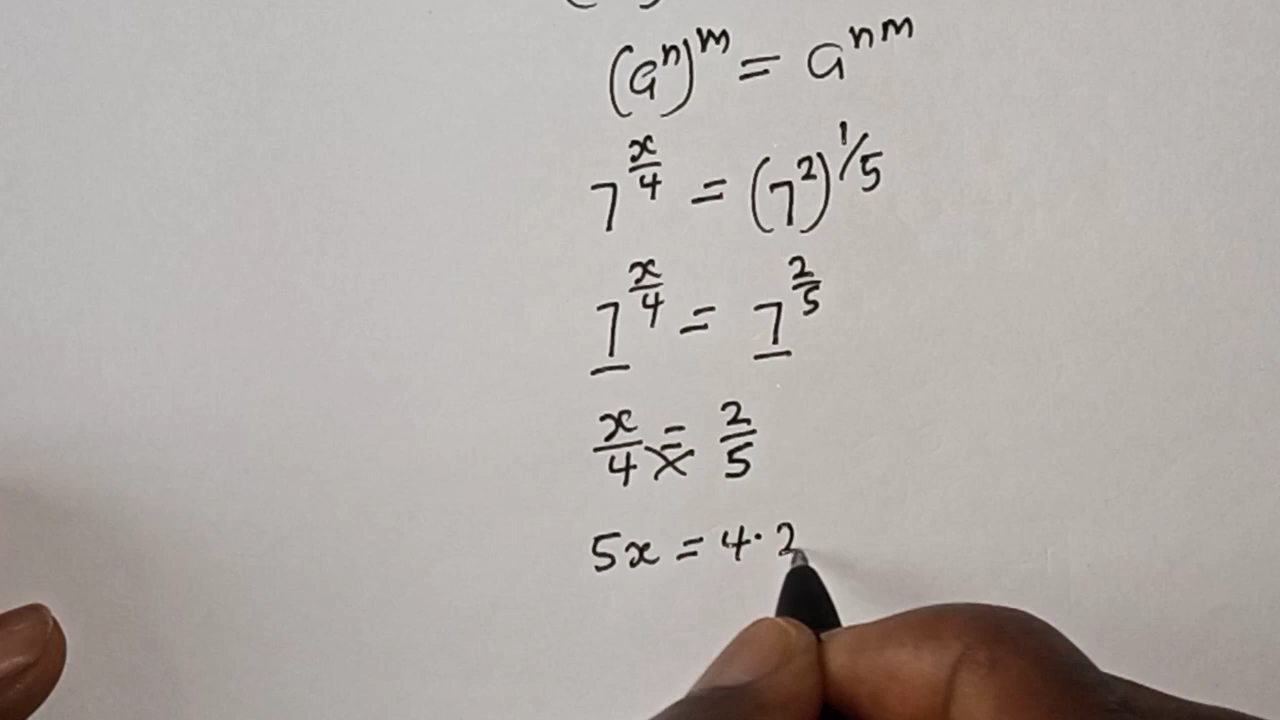 (a^n)^m = a^{nm}
7^{x/4} = (7^2)^{1/5}
7^{x/4} = 7^{2/5}
x/4 = 2/5
5x = 4·2